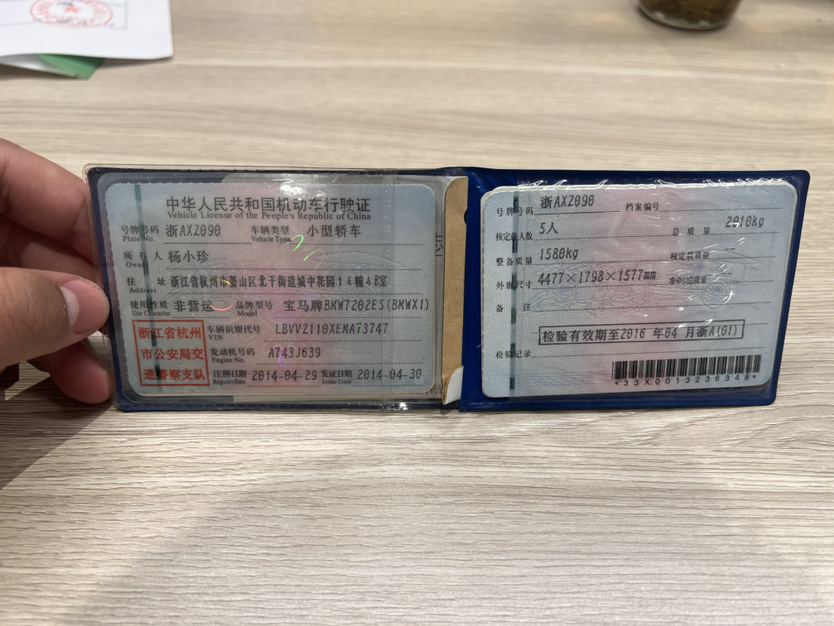 中华人民共和国机动车行驶证
Vehicle License of the People's Republic of China
号牌号码 浙AXZ090 车辆类型 小型轿车
Plate No. Vehicle Type
所有人 杨小珍
Owner
住址 浙江省杭州市萧山区北干街道城中花园14幢4B室
Address
使用性质 非营运 品牌型号 宝马牌BMW7202ES(BMWX1)
Use Character Model
浙江省杭州
市公安局交
通警察支队
车辆识别代号 LBVVZ110XEMA73747
VIN
发动机号码 A743J639
Engine No.
注册日期 2014-04-29 发证日期 2014-04-30
Register Date Issue Date
号牌号码 浙AXZ090 档案编号
核定载人数 5人 总质量 2010kg
整备质量 1580kg 核定载质量
外廓尺寸 4477×1798×1577
备注
检验有效期至2016 年04 月浙A(01)
检验记录
*33X0013236348*